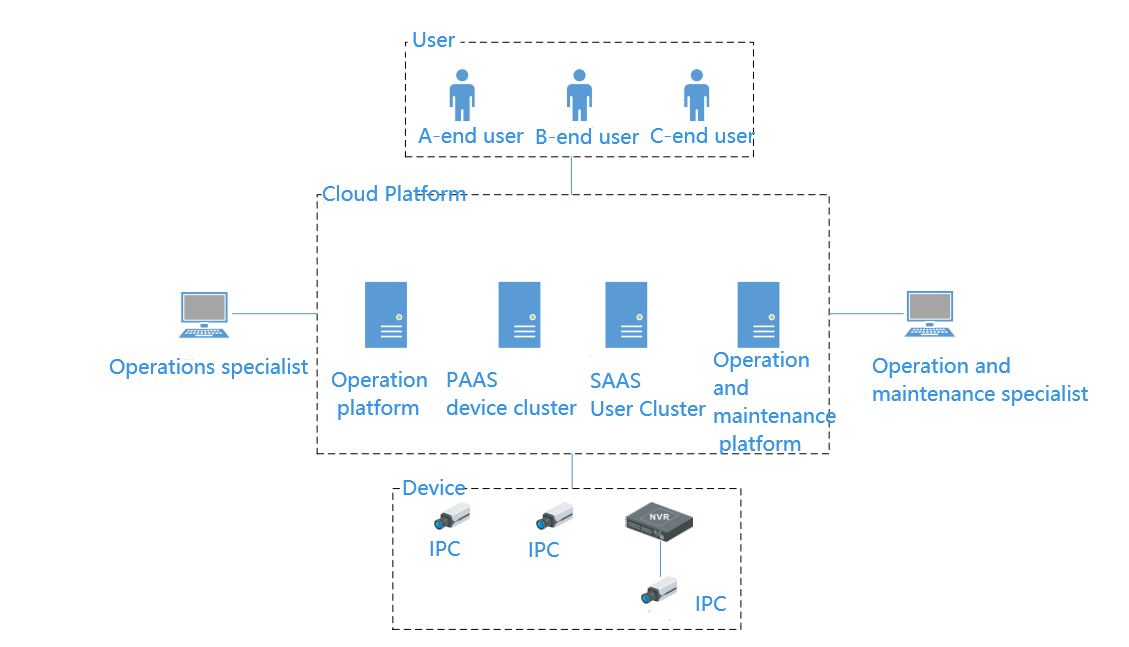 User
A-end user
B-end user
C-end user
Cloud Platform
Operations specialist
Operation
platform
PAAS
device cluster
SAAS
User Cluster
Operation
and
maintenance
platform
Operation and
maintenance specialist
Device
IPC
IPC
NVR
IPC